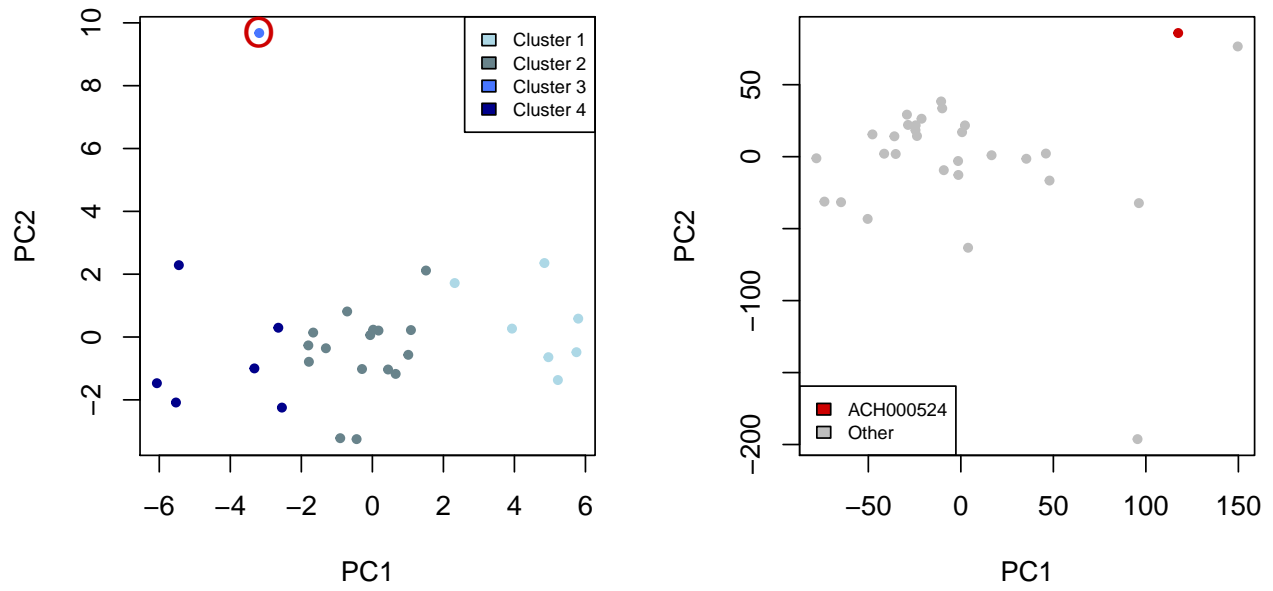 10
8
6
4
2
0
−2
PC2
Cluster 1
Cluster 2
Cluster 3
Cluster 4
−6 −4 −2 0 2 4 6
PC1
50
0
−100
−200
PC2
ACH000524
Other
−50 0 50 100 150
PC1